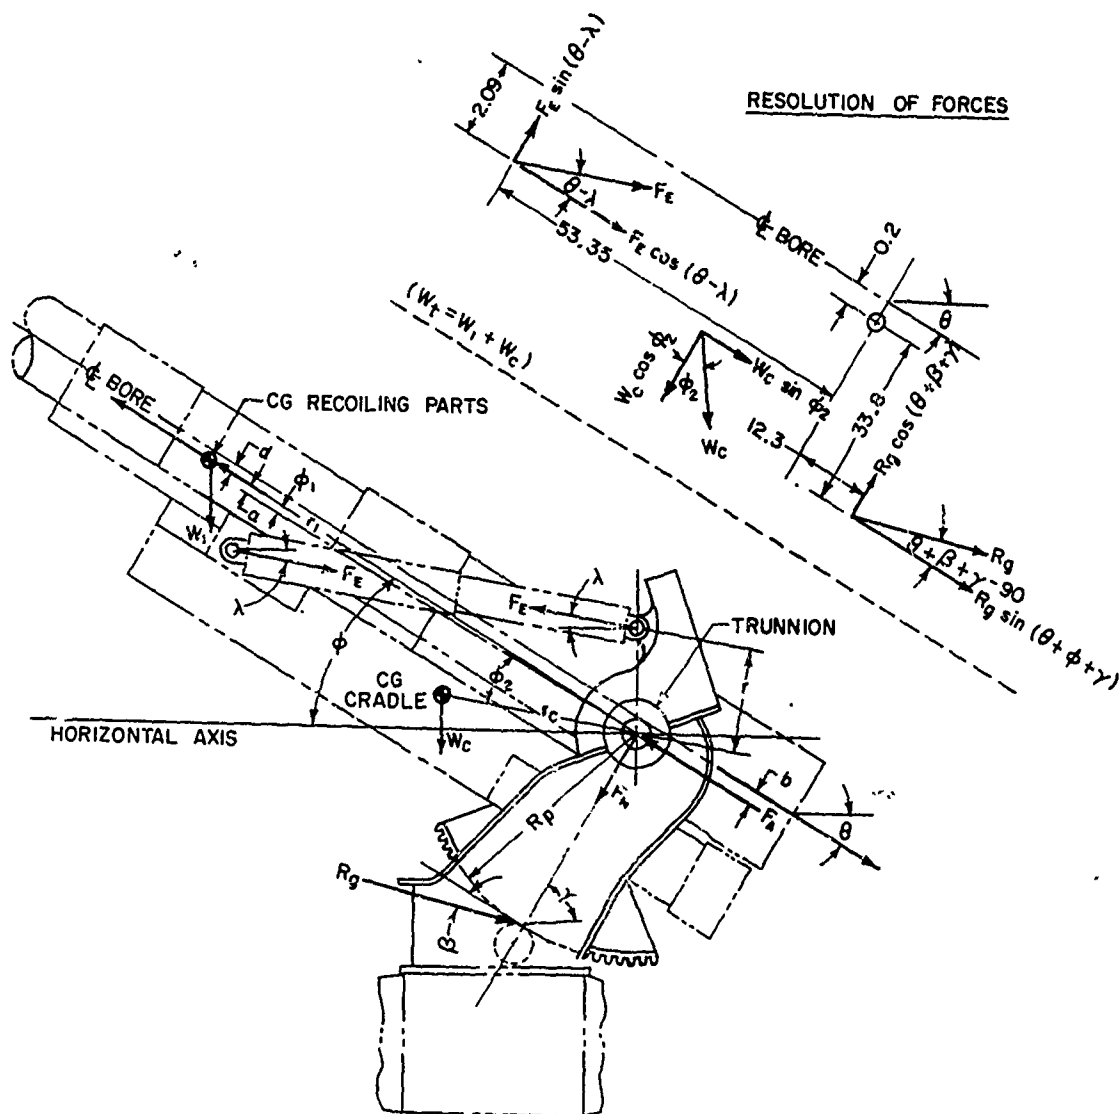 RESOLUTION OF FORCES
2.09
F_E sin (θ-λ)
θ-λ
F_E
F_E cos (θ-λ)
53.35
℄ BORE
0.2
θ
(W_t = W_1 + W_c)
W_c cos ϕ_2
ϕ_2
W_c sin ϕ_2
W_c
12.3
33.8
R_g cos (θ+β+γ)
R_g
θ+β+γ-90
R_g sin (θ+ϕ+γ)
℄ BORE
CG RECOILING PARTS
d
ϕ_1
a
r_1
W_1
F_E
λ
F_E
λ
TRUNNION
ϕ
ϕ_2
r
CG
CRADLE
r_c
HORIZONTAL AXIS
W_c
b
F_N
R_p
F_A
θ
R_g
γ
β